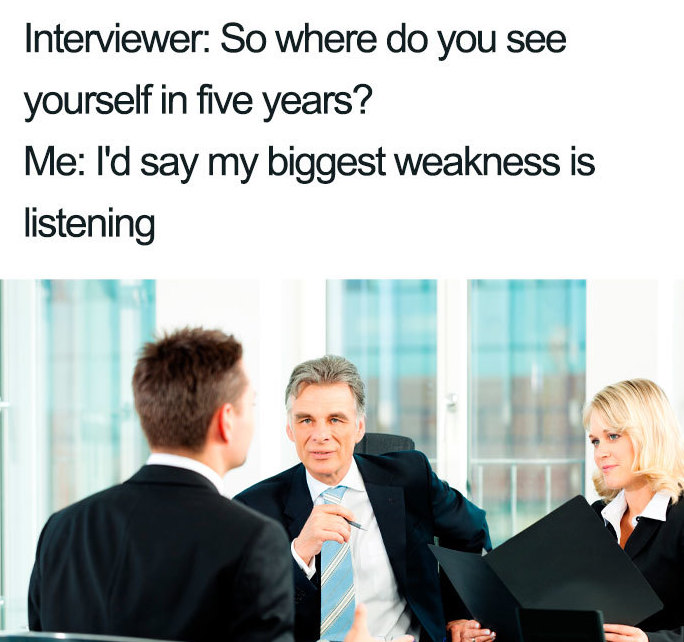 Interviewer: So where do you see
yourself in five years?
Me: I'd say my biggest weakness is
listening